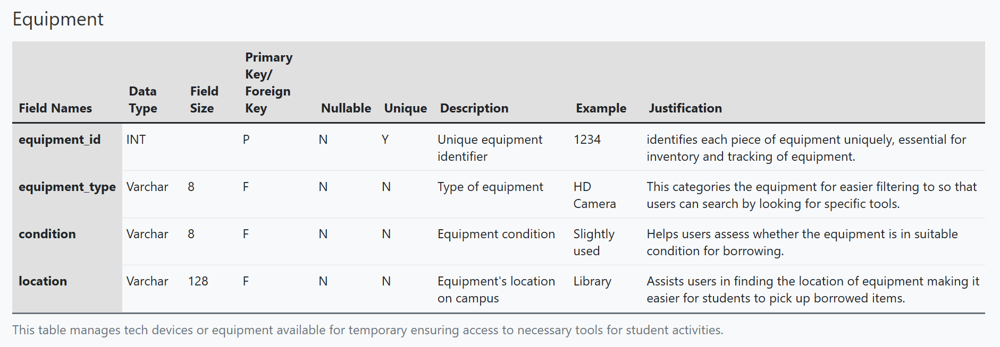 Equipment
Field Names Data Type Field Size Primary Key/ Foreign Key Nullable Unique Description Example Justification
equipment_id INT P N Y Unique equipment identifier 1234 identifies each piece of equipment uniquely, essential for inventory and tracking of equipment.
equipment_type Varchar 8 F N N Type of equipment HD Camera This categories the equipment for easier filtering to so that users can search by looking for specific tools.
condition Varchar 8 F N N Equipment condition Slightly used Helps users assess whether the equipment is in suitable condition for borrowing.
location Varchar 128 F N N Equipment's location on campus Library Assists users in finding the location of equipment making it easier for students to pick up borrowed items.
This table manages tech devices or equipment available for temporary ensuring access to necessary tools for student activities.